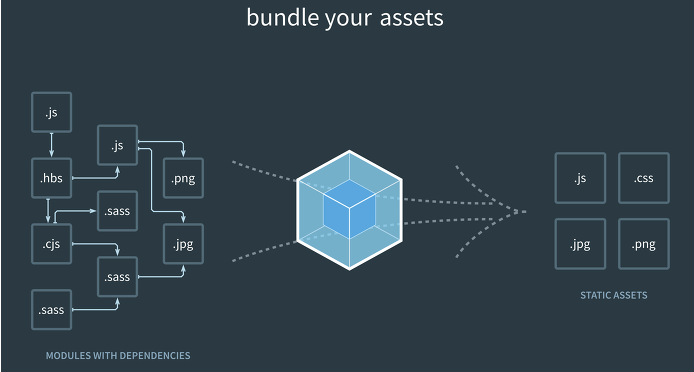 bundle your assets
.js
.js
.hbs
.png
.sass
.cjs
.jpg
.sass
.sass
MODULES WITH DEPENDENCIES
.js
.css
.jpg
.png
STATIC ASSETS